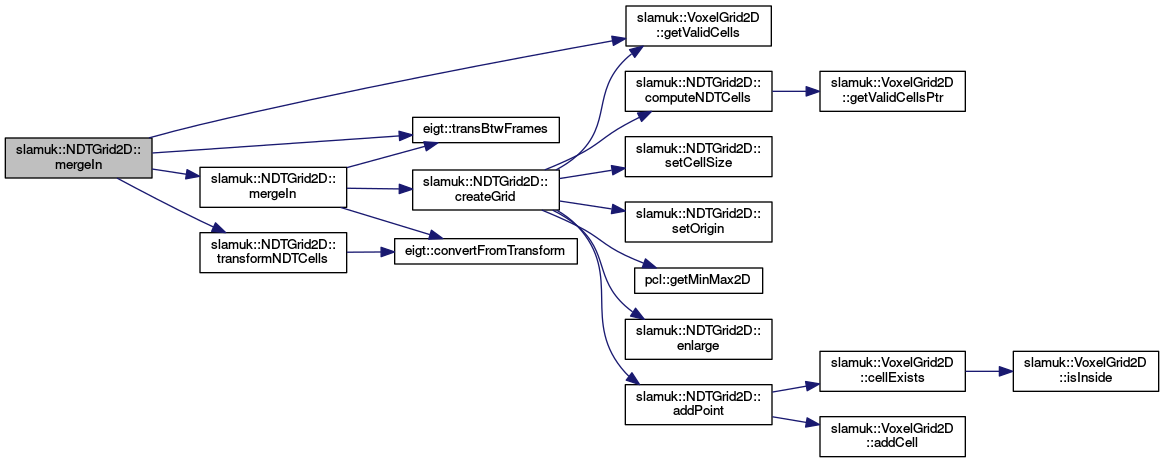 slamuk::NDTGrid2D::
mergeIn
slamuk::VoxelGrid2D
::getValidCells
eigt::transBtwFrames
slamuk::NDTGrid2D::
mergeIn
slamuk::NDTGrid2D::
transformNDTCells
slamuk::NDTGrid2D::
createGrid
eigt::convertFromTransform
slamuk::NDTGrid2D::
computeNDTCells
slamuk::VoxelGrid2D
::getValidCellsPtr
slamuk::NDTGrid2D::
setCellSize
slamuk::NDTGrid2D::
setOrigin
pcl::getMinMax2D
slamuk::NDTGrid2D::
enlarge
slamuk::NDTGrid2D::
addPoint
slamuk::VoxelGrid2D
::cellExists
slamuk::VoxelGrid2D
::isInside
slamuk::VoxelGrid2D
::addCell